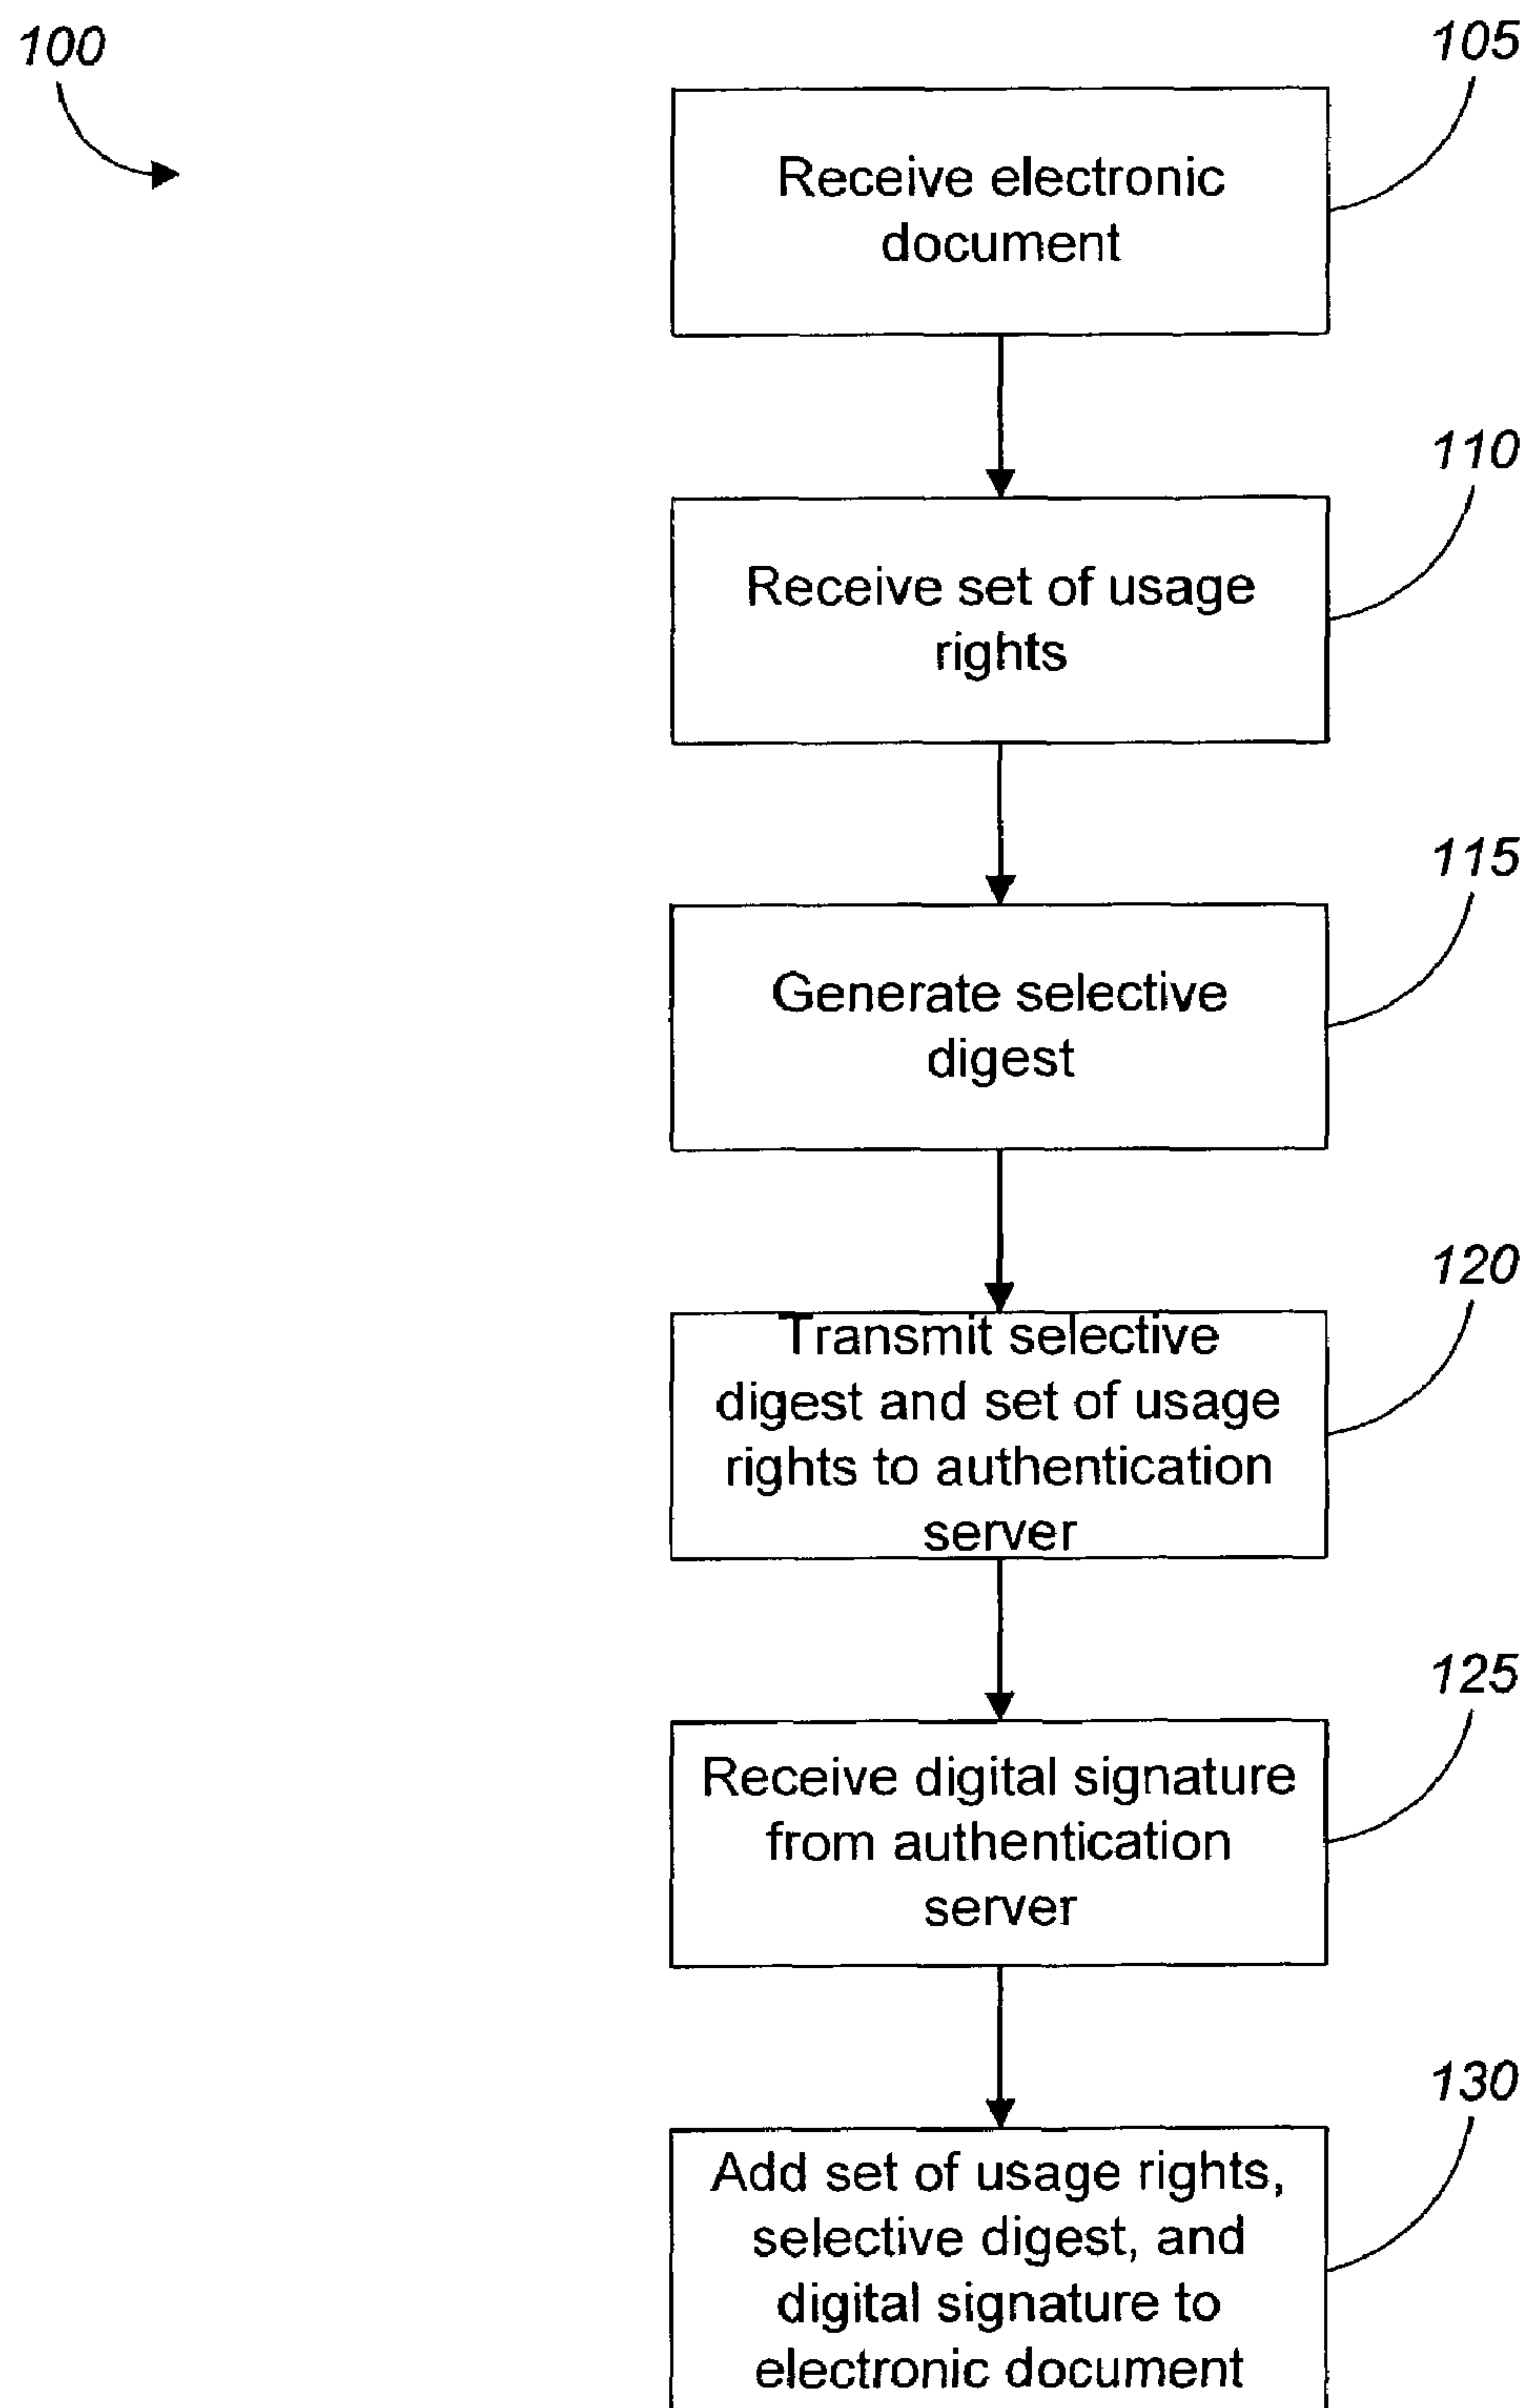 100
105
Receive electronic
document
110
Receive set of usage
rights
115
Generate selective
digest
120
Transmit selective
digest and set of usage
rights to authentication
server
125
Receive digital signature
from authentication
server
130
Add set of usage rights,
selective digest, and
digital signature to
electronic document